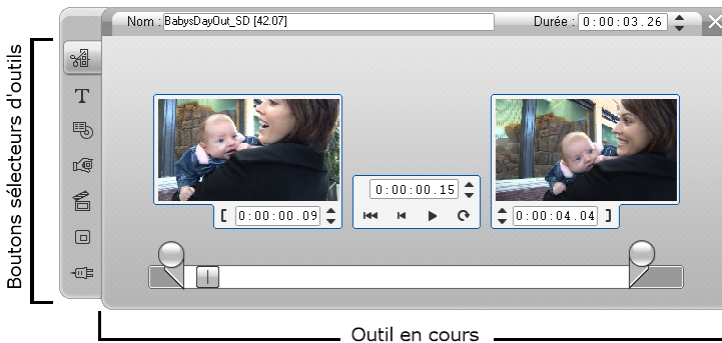 Nom : BabysDayOut_SD [42.07]
Durée : 0:00:03.26
Boutons sélecteurs d'outils
T
0:00:00.15
[ 0:00:00.09
0:00:04.04 ]
Outil en cours